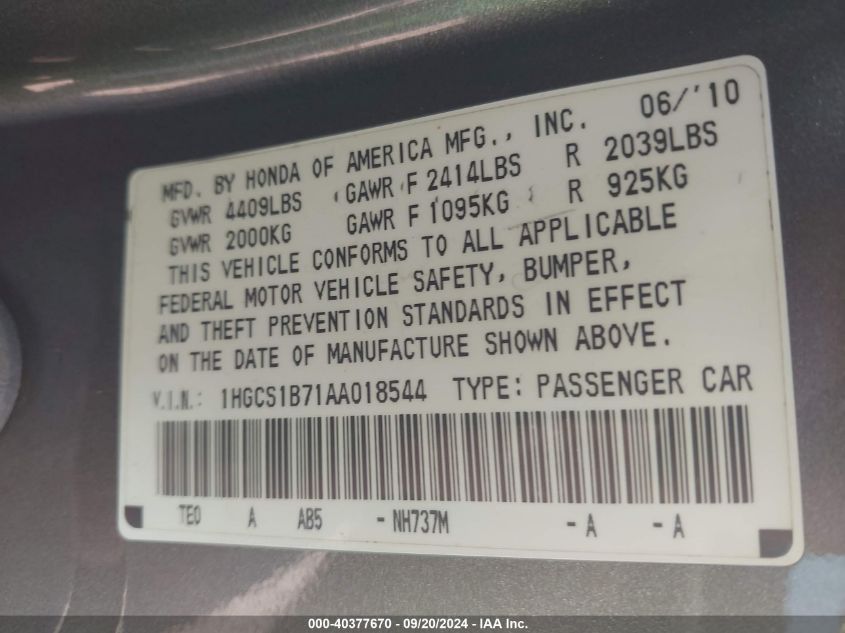 MFD. BY HONDA OF AMERICA MFG., INC. 06/'10
GVWR 4409LBS GAWR F 2414LBS R 2039LBS
GVWR 2000KG GAWR F 1095KG R 925KG
THIS VEHICLE CONFORMS TO ALL APPLICABLE
FEDERAL MOTOR VEHICLE SAFETY, BUMPER,
AND THEFT PREVENTION STANDARDS IN EFFECT
ON THE DATE OF MANUFACTURE SHOWN ABOVE.
V.I.N.: 1HGCS1B71AA018544 TYPE: PASSENGER CAR
TE0 A AB5 - NH737M - A - A
000-40377670 - 09/20/2024 - IAA Inc.